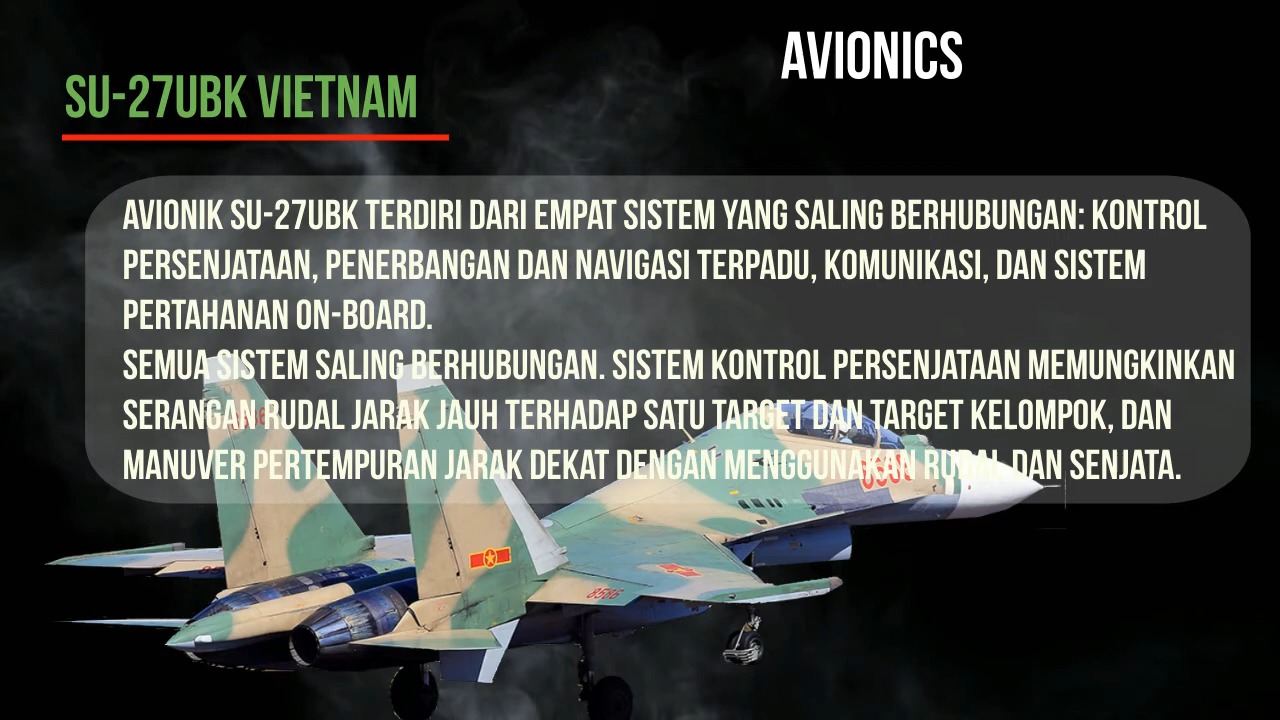 AVIONICS
SU-27UBK VIETNAM
AVIONIK SU-27UBK TERDIRI DARI EMPAT SISTEM YANG SALING BERHUBUNGAN: KONTROL
PERSENJATAAN, PENERBANGAN DAN NAVIGASI TERPADU, KOMUNIKASI, DAN SISTEM
PERTAHANAN ON-BOARD.
SEMUA SISTEM SALING BERHUBUNGAN. SISTEM KONTROL PERSENJATAAN MEMUNGKINKAN
SERANGAN RUDAL JARAK JAUH TERHADAP SATU TARGET DAN TARGET KELOMPOK, DAN
MANUVER PERTEMPURAN JARAK DEKAT DENGAN MENGGUNAKAN RUDAL DAN SENJATA.
8586